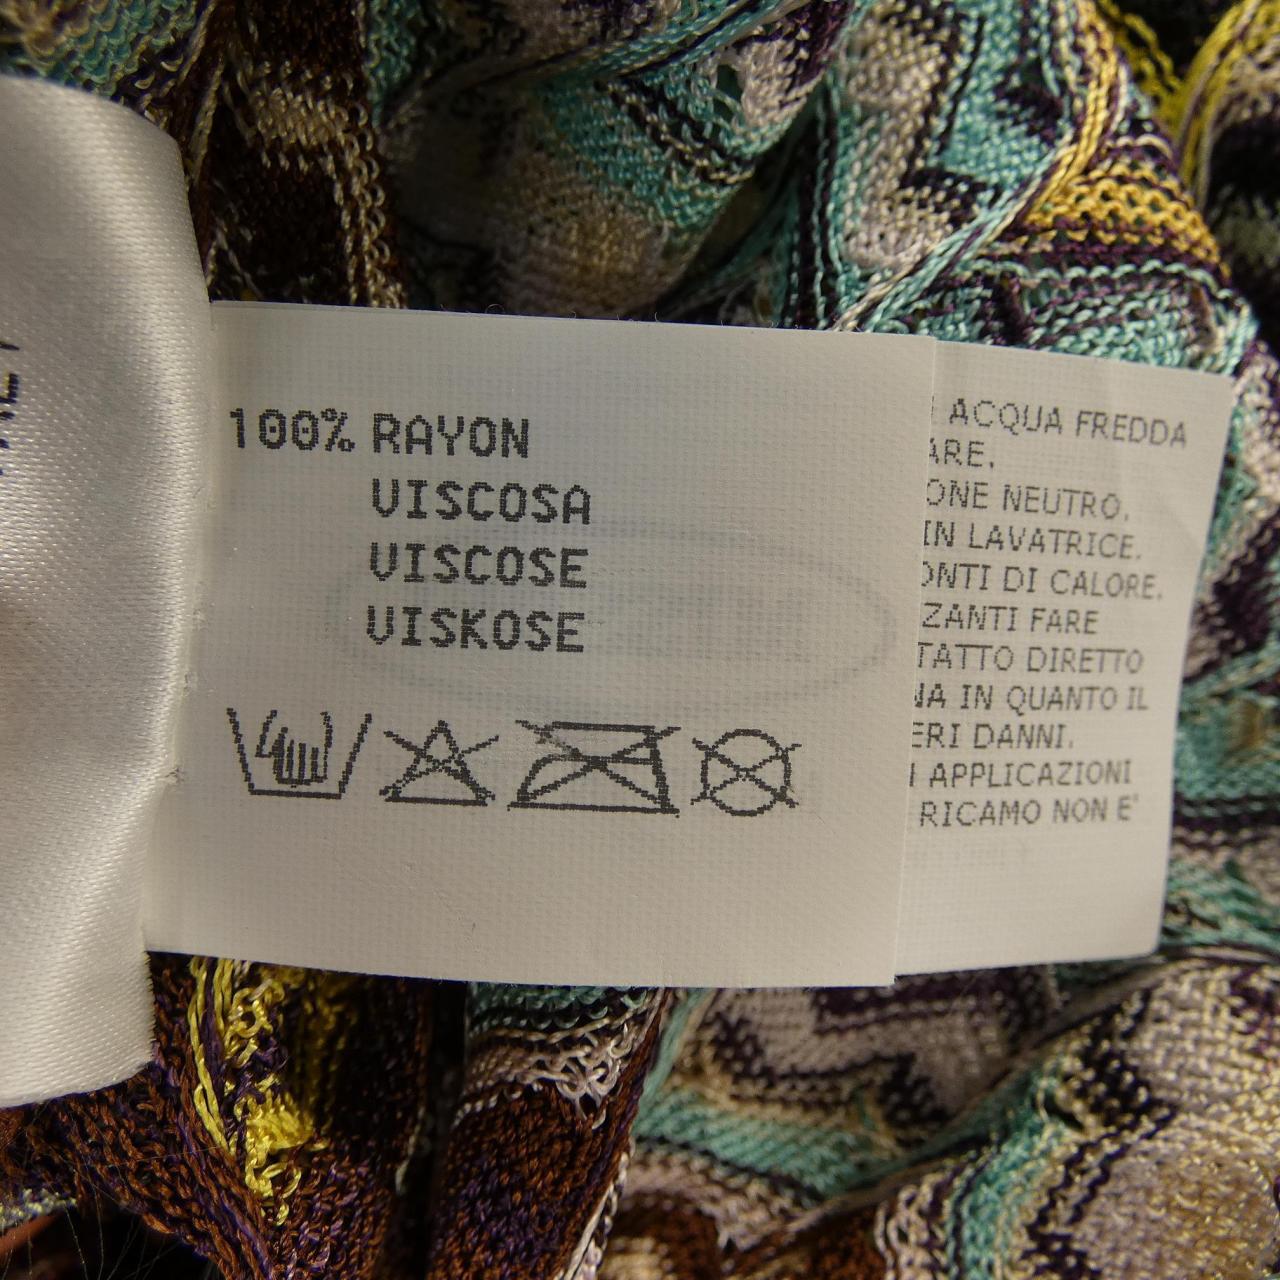 100% RAYON
VISCOSA
VISCOSE
VISKOSE
ACQUA FREDDA
ARE.
ONE NEUTRO.
IN LAVATRICE.
ONTI DI CALORE.
ZANTI FARE
TATTO DIRETTO
NA IN QUANTO IL
ERI DANNI.
APPLICAZIONI
RICAMO NON E'